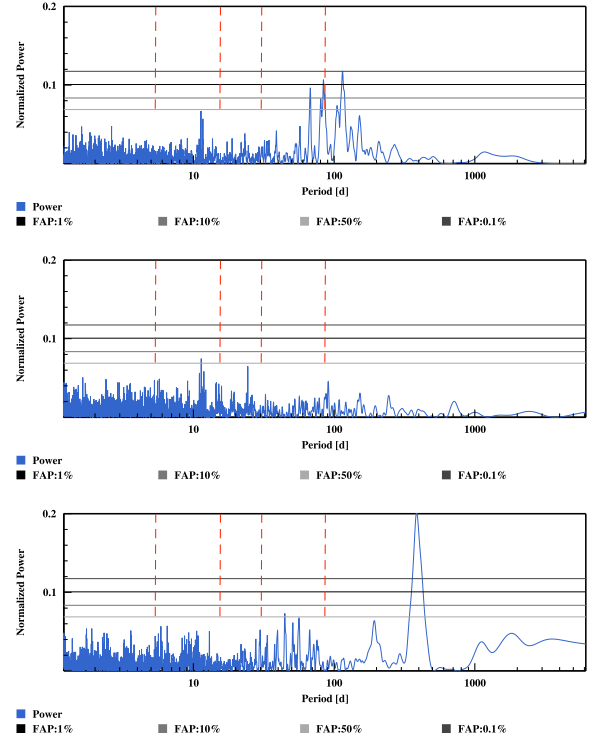 0.2
0.1
Normalized Power
10 100 1000
Period [d]
Power
FAP:1% FAP:10% FAP:50% FAP:0.1%
0.2
0.1
Normalized Power
10 100 1000
Period [d]
Power
FAP:1% FAP:10% FAP:50% FAP:0.1%
0.2
0.1
Normalized Power
10 100 1000
Period [d]
Power
FAP:1% FAP:10% FAP:50% FAP:0.1%